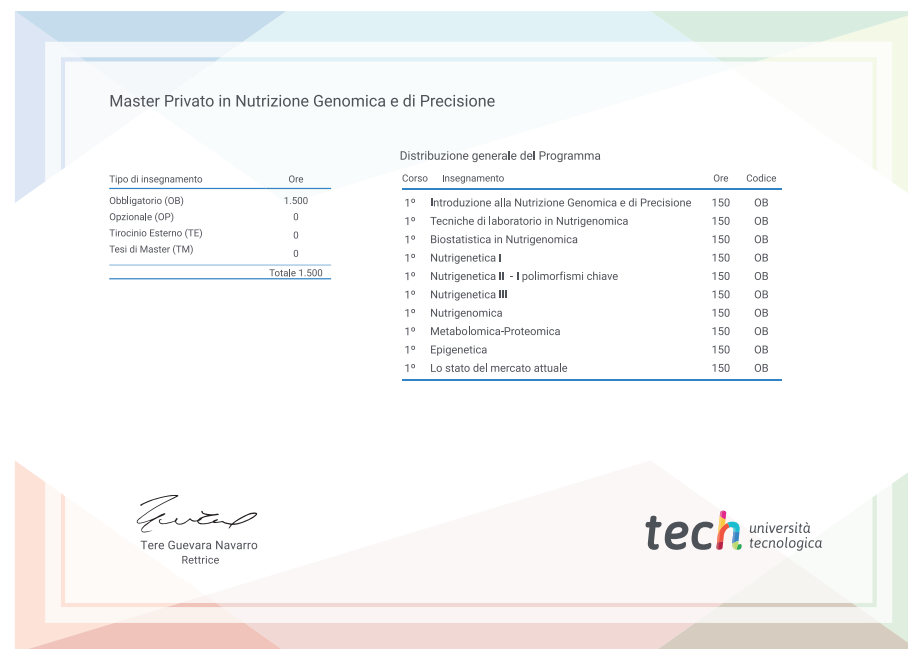 Master Privato in Nutrizione Genomica e di Precisione
Tipo di insegnamento Ore
Obbligatorio (OB) 1.500
Opzionale (OP) 0
Tirocinio Esterno (TE) 0
Tesi di Master (TM) 0
Totale 1.500
Distribuzione generale del Programma
Corso Insegnamento Ore Codice
1º Introduzione alla Nutrizione Genomica e di Precisione 150 OB
1º Tecniche di laboratorio in Nutrigenomica 150 OB
1º Biostatistica in Nutrigenomica 150 OB
1º Nutrigenetica I 150 OB
1º Nutrigenetica II - I polimorfismi chiave 150 OB
1º Nutrigenetica III 150 OB
1º Nutrigenomica 150 OB
1º Metabolomica-Proteomica 150 OB
1º Epigenetica 150 OB
1º Lo stato del mercato attuale 150 OB
Tere Guevara Navarro
Rettrice
tech università
tecnologica